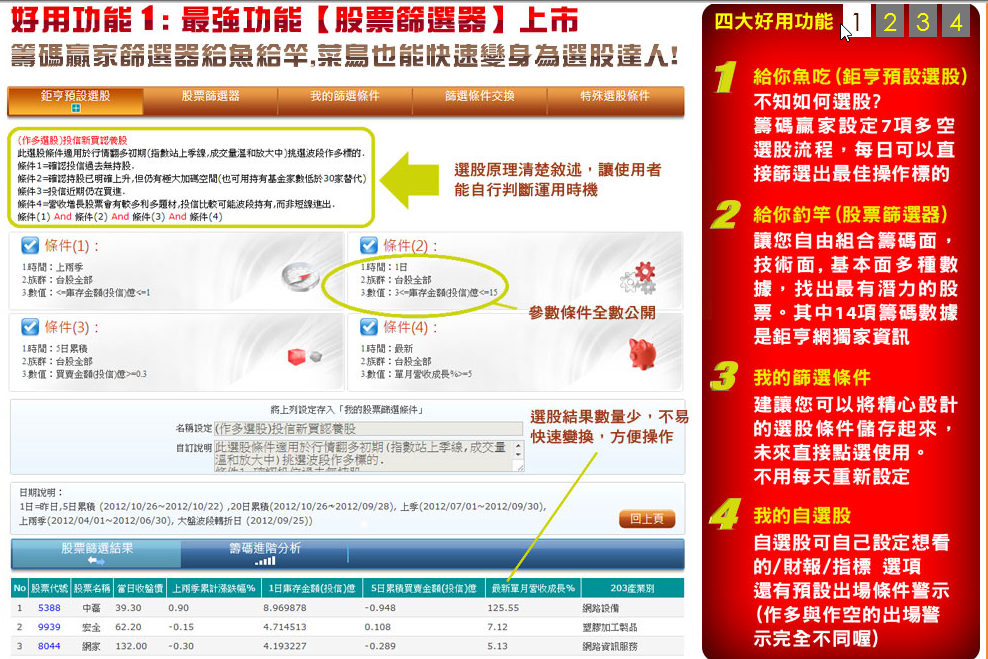 好用功能1：最強功能【股票篩選器】上市
籌碼贏家篩選器給魚給竿,菜鳥也能快速變身為選股達人!
鉅亨預設選股
股票篩選器
我的篩選條件
篩選條件交換
特殊選股條件
(作多選股)投信新買認養股
此選股條件適用於行情翻多初期(指數站上季線,成交量溫和放大中)挑選波段作多標的.
條件1=確認投信過去無持股.
條件2=確認持股已明確上升,但仍有極大加碼空間(也可用持有基金家數低於30家替代)
條件3=投信近期仍在買進.
條件4=營收增長股票會有較多利多題材,投信比較可能波段持有,而非短線進出.
條件(1) And 條件(2) And 條件(3) And 條件(4)
選股原理清楚敘述，讓使用者
能自行判斷運用時機
條件(1)：
1.時間：上兩季
2.族群：台股全部
3.數值：<=庫存金額(投信)億<=1
條件(2)：
1.時間：1日
2.族群：台股全部
3.數值：3<=庫存金額(投信)億<=15
參數條件全數公開
條件(3)：
1.時間：5日累積
2.族群：台股全部
3.數值：買賣金額(投信)億>=0.3
條件(4)：
1.時間：最新
2.族群：台股全部
3.數值：單月營收成長%>=5
將上列設定存入「我的股票篩選條件」
名稱設定 (作多選股)投信新買認養股
自訂說明 此選股條件適用於行情翻多初期(指數站上季線,成交量
溫和放大中)挑選波段作多標的.
選股結果數量少，不易
快速變換，方便操作
日期說明：
1日=昨日,5日累積 (2012/10/26~2012/10/22) ,20日累積(2012/10/26~2012/09/28), 上季(2012/07/01~2012/09/30),
上兩季(2012/04/01~2012/06/30), 大盤波段轉折日 (2012/09/25))
回上頁
股票篩選結果
籌碼進階分析
No 股票代號 股票名稱 當日收盤價 上兩季累計漲跌幅% 1日庫存金額(投信)億 5日累積買賣金額(投信)億 最新單月營收成長% 203產業別
1 5388 中磊 39.30 0.90 8.969878 -0.948 125.55 網路設備
2 9939 宏全 62.20 -0.15 4.714513 0.108 7.12 塑膠加工製品
3 8044 網家 132.00 -0.30 4.193227 -0.289 5.13 網路資訊服務
四大好用功能 1 2 3 4
1 給你魚吃(鉅亨預設選股)
不知如何選股?
籌碼贏家設定7項多空
選股流程，每日可以直
接篩選出最佳操作標的
2 給你釣竿(股票篩選器)
讓您自由組合籌碼面，
技術面,基本面多種數
據，找出最有潛力的股
票。其中14項籌碼數據
是鉅亨網獨家資訊
3 我的篩選條件
建讓您可以將精心設計
的選股條件儲存起來，
未來直接點選使用。
不用每天重新設定
4 我的自選股
自選股可自己設定想看
的/財報/指標 選項
還有預設出場條件警示
(作多與作空的出場警
示完全不同喔)